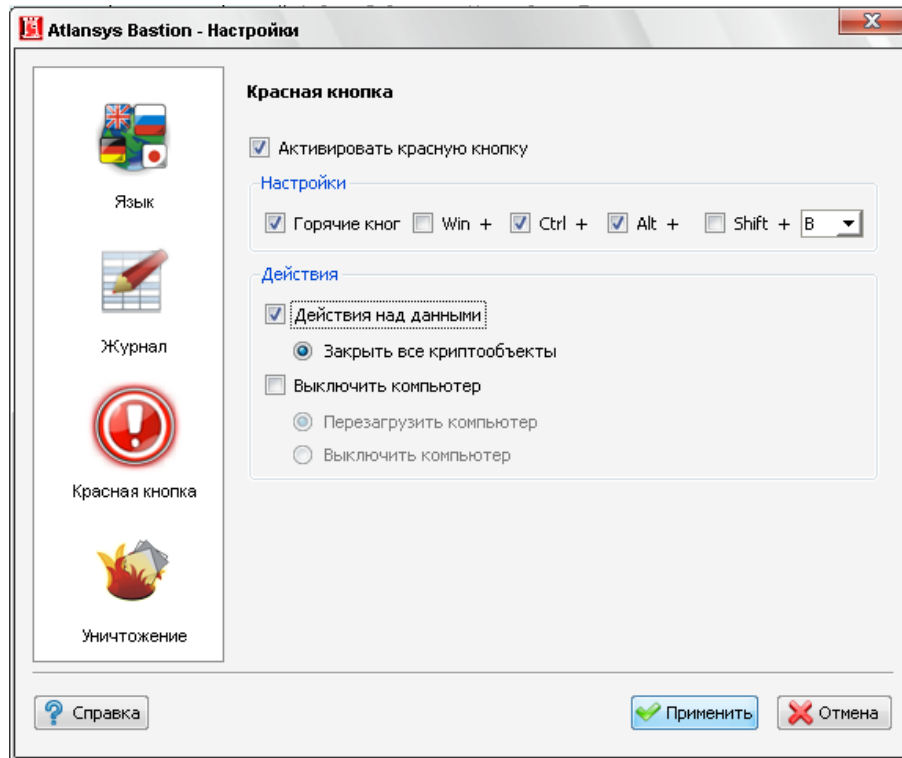 Atlansys Bastion - Настройки
Язык
Журнал
Красная кнопка
Уничтожение
Красная кнопка
Активировать красную кнопку
Настройки
Горячие кног Win + Ctrl + Alt + Shift + B
Действия
Действия над данными
Закрыть все криптообъекты
Выключить компьютер
Перезагрузить компьютер
Выключить компьютер
Справка
Применить
Отмена